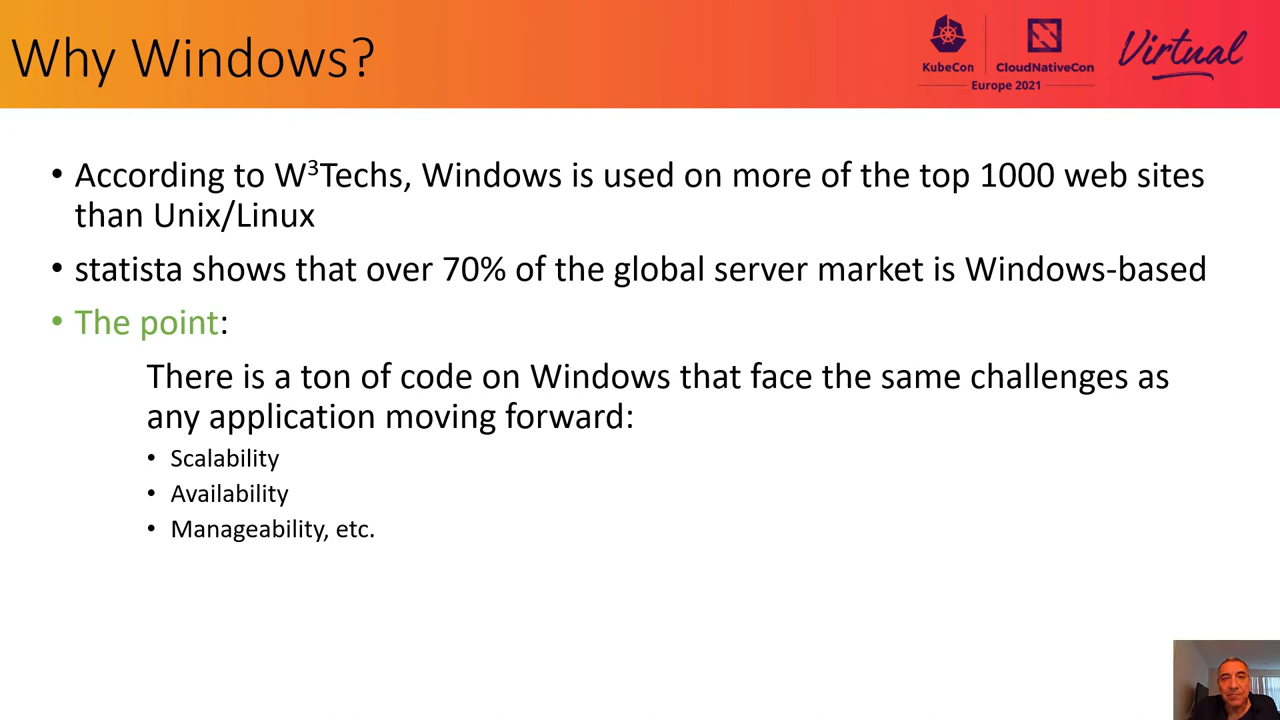 Why Windows?
KubeCon
CloudNativeCon
Europe 2021
Virtual
• According to W³Techs, Windows is used on more of the top 1000 web sites
than Unix/Linux
• statista shows that over 70% of the global server market is Windows-based
• The point:
There is a ton of code on Windows that face the same challenges as
any application moving forward:
• Scalability
• Availability
• Manageability, etc.